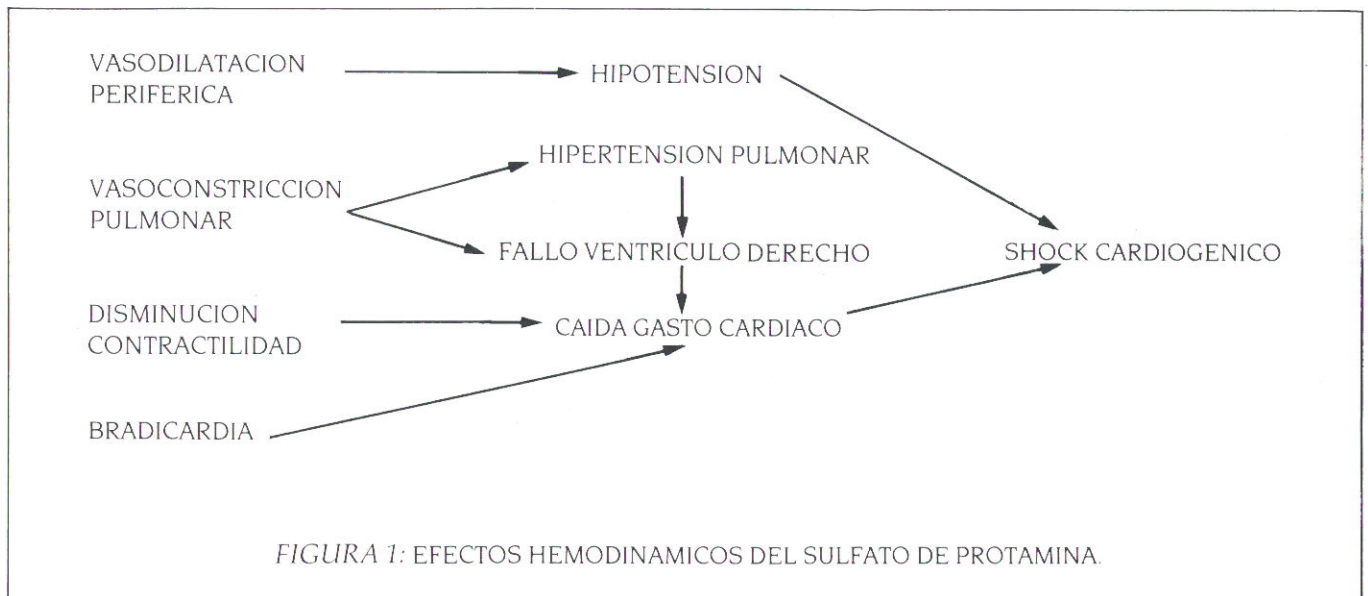 VASODILATACION
PERIFERICA
HIPOTENSION
HIPERTENSION PULMONAR
VASOCONSTRICCION
PULMONAR
FALLO VENTRICULO DERECHO
SHOCK CARDIOGENICO
DISMINUCION
CONTRACTILIDAD
CAIDA GASTO CARDIACO
BRADICARDIA
FIGURA 1: EFECTOS HEMODINAMICOS DEL SULFATO DE PROTAMINA.